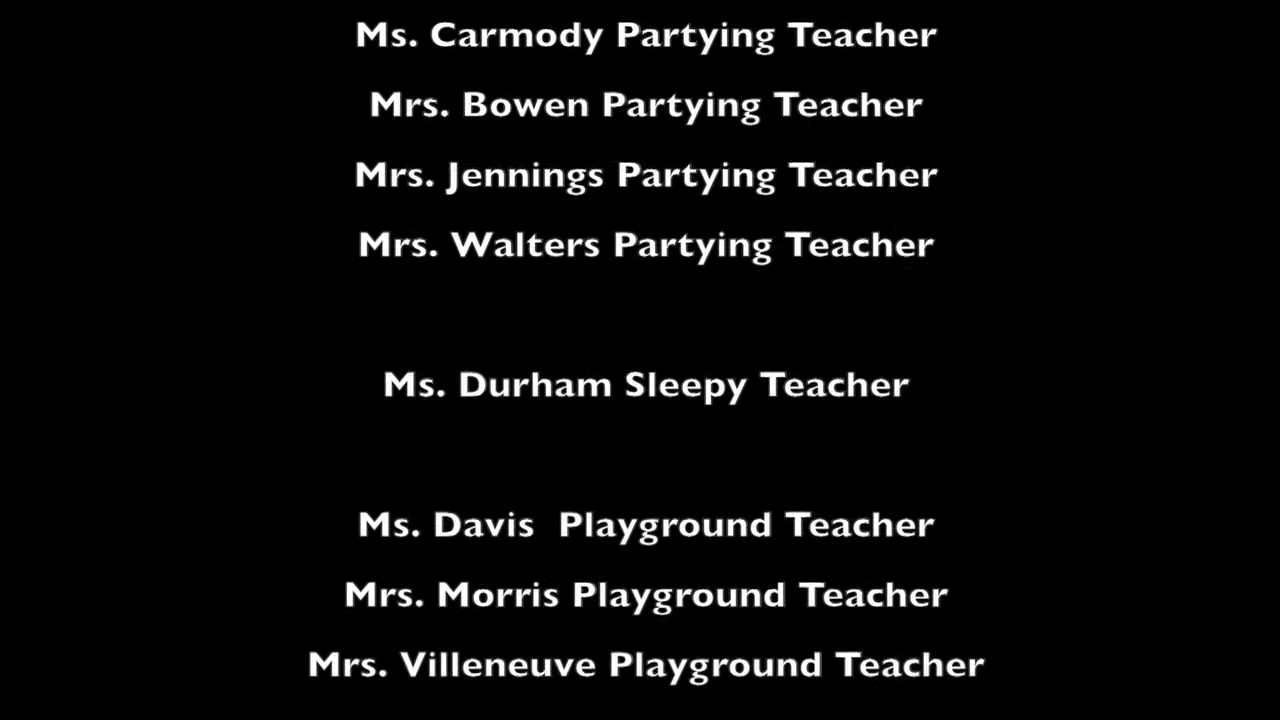 Ms. Carmody Partying Teacher
Mrs. Bowen Partying Teacher
Mrs. Jennings Partying Teacher
Mrs. Walters Partying Teacher
Ms. Durham Sleepy Teacher
Ms. Davis  Playground Teacher
Mrs. Morris Playground Teacher
Mrs. Villeneuve Playground Teacher